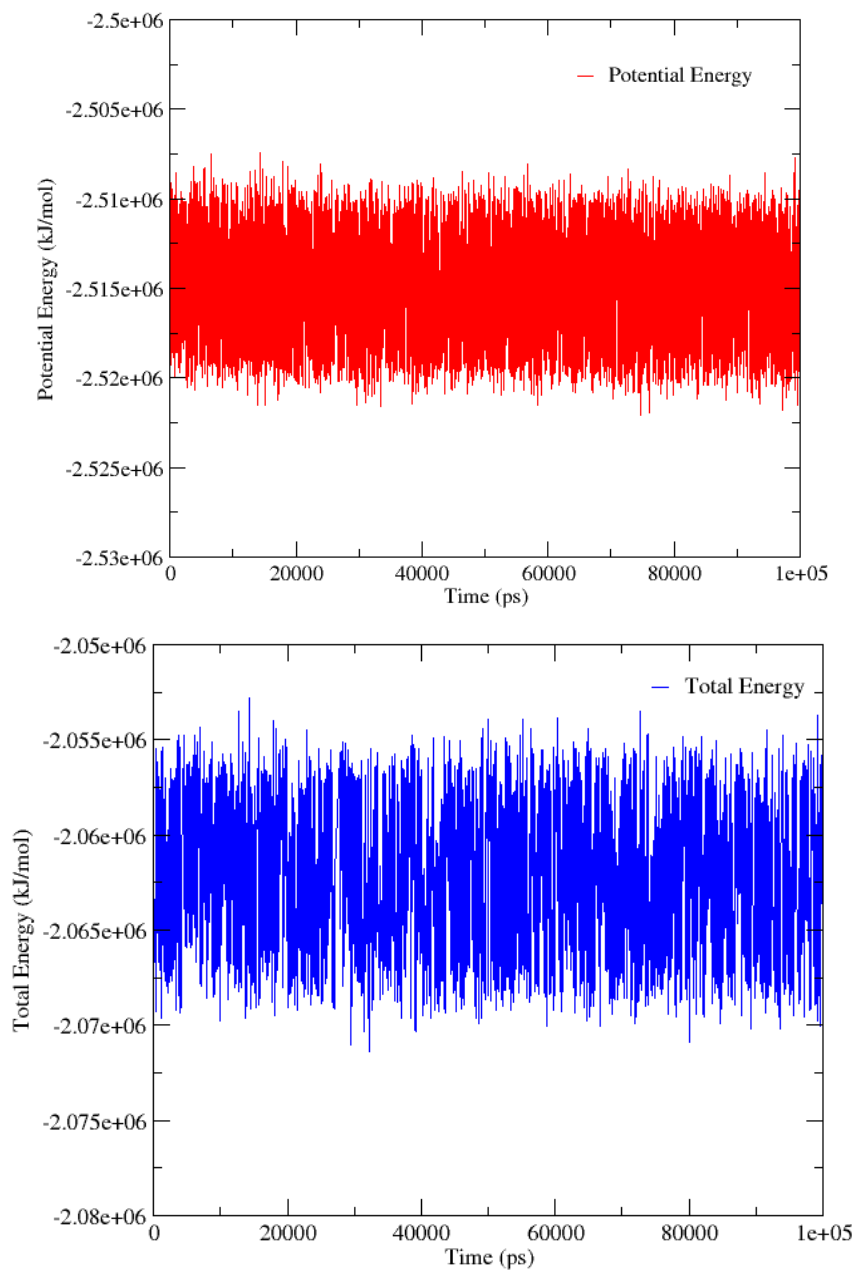 -2.5e+06
Potential Energy
-2.505e+06
-2.51e+06
-2.515e+06
-2.52e+06
-2.525e+06
-2.53e+06
Potential Energy (kJ/mol)
0 20000 40000 60000 80000 1e+05
Time (ps)
-2.05e+06
Total Energy
-2.055e+06
-2.06e+06
-2.065e+06
-2.07e+06
-2.075e+06
-2.08e+06
Total Energy (kJ/mol)
0 20000 40000 60000 80000 1e+05
Time (ps)